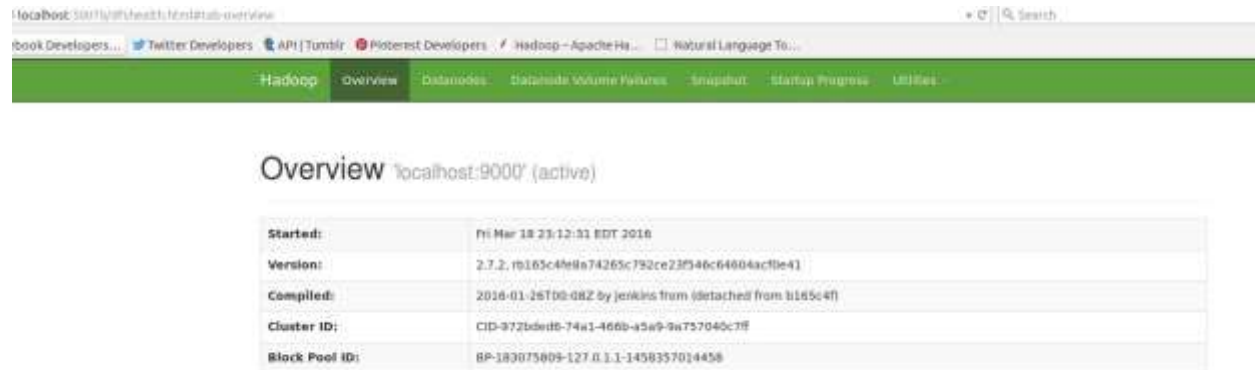 localhost:50070/dfshealth.html#tab-overview Search
book Developers... Twitter Developers API | Tumblr Pinterest Developers Hadoop – Apache Ha... Natural Language To...
Hadoop Overview Datanodes Datanode Volume Failures Snapshot Startup Progress Utilities
Overview 'localhost:9000' (active)
Started: Fri Mar 18 23:12:31 EDT 2016
Version: 2.7.2, rb165c4fe8a74265c792ce23f546c64604acf0e41
Compiled: 2016-01-26T00:08Z by jenkins from (detached from b165c4f)
Cluster ID: CID-972bded6-74a1-466b-a5a9-9a757040c7ff
Block Pool ID: BP-183075809-127.0.1.1-1458357014458